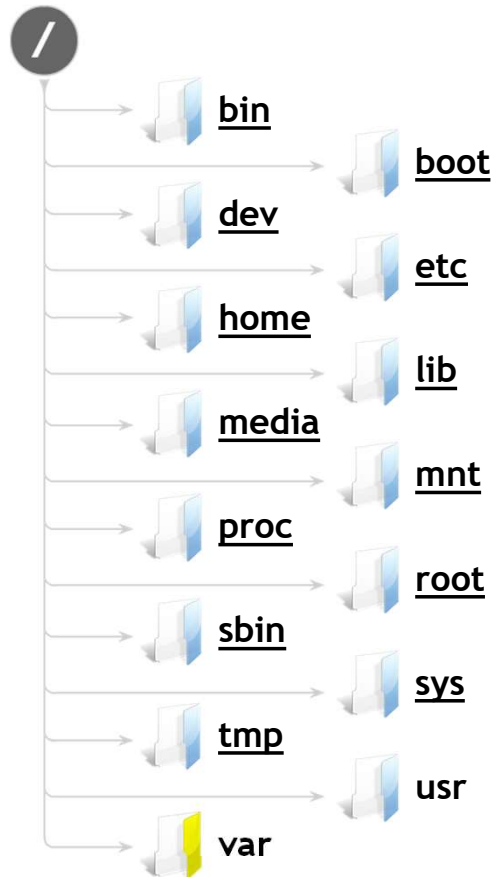 /
bin
boot
dev
etc
home
lib
media
mnt
proc
root
sbin
sys
tmp
usr
var